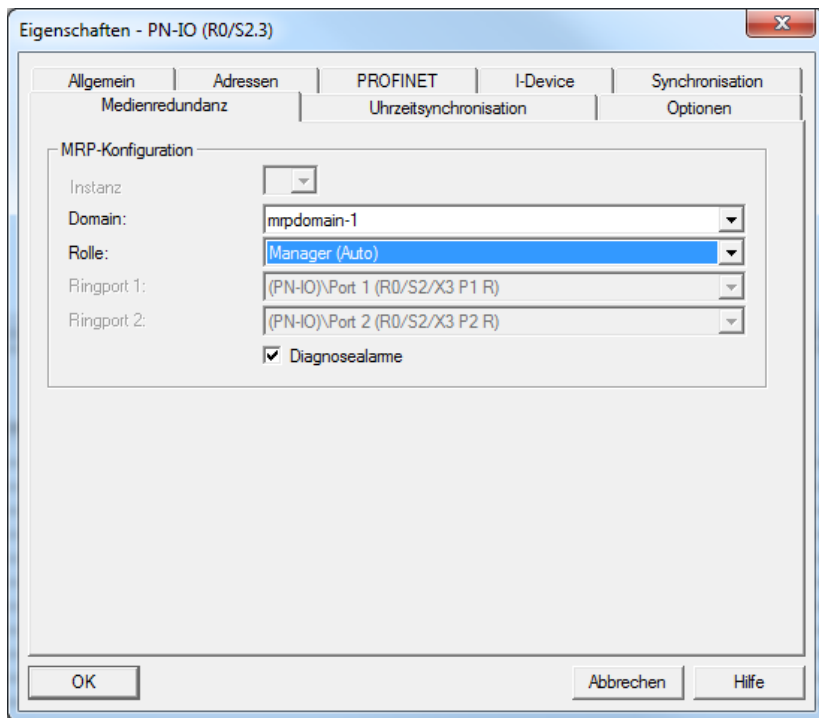 Eigenschaften - PN-IO (R0/S2.3)
Allgemein Adressen PROFINET I-Device Synchronisation
Medienredundanz Uhrzeitsynchronisation Optionen
MRP-Konfiguration
Instanz
Domain: mrpdomain-1
Rolle: Manager (Auto)
Ringport 1: (PN-IO)\Port 1 (R0/S2/X3 P1 R)
Ringport 2: (PN-IO)\Port 2 (R0/S2/X3 P2 R)
Diagnosealarme
OK Abbrechen Hilfe